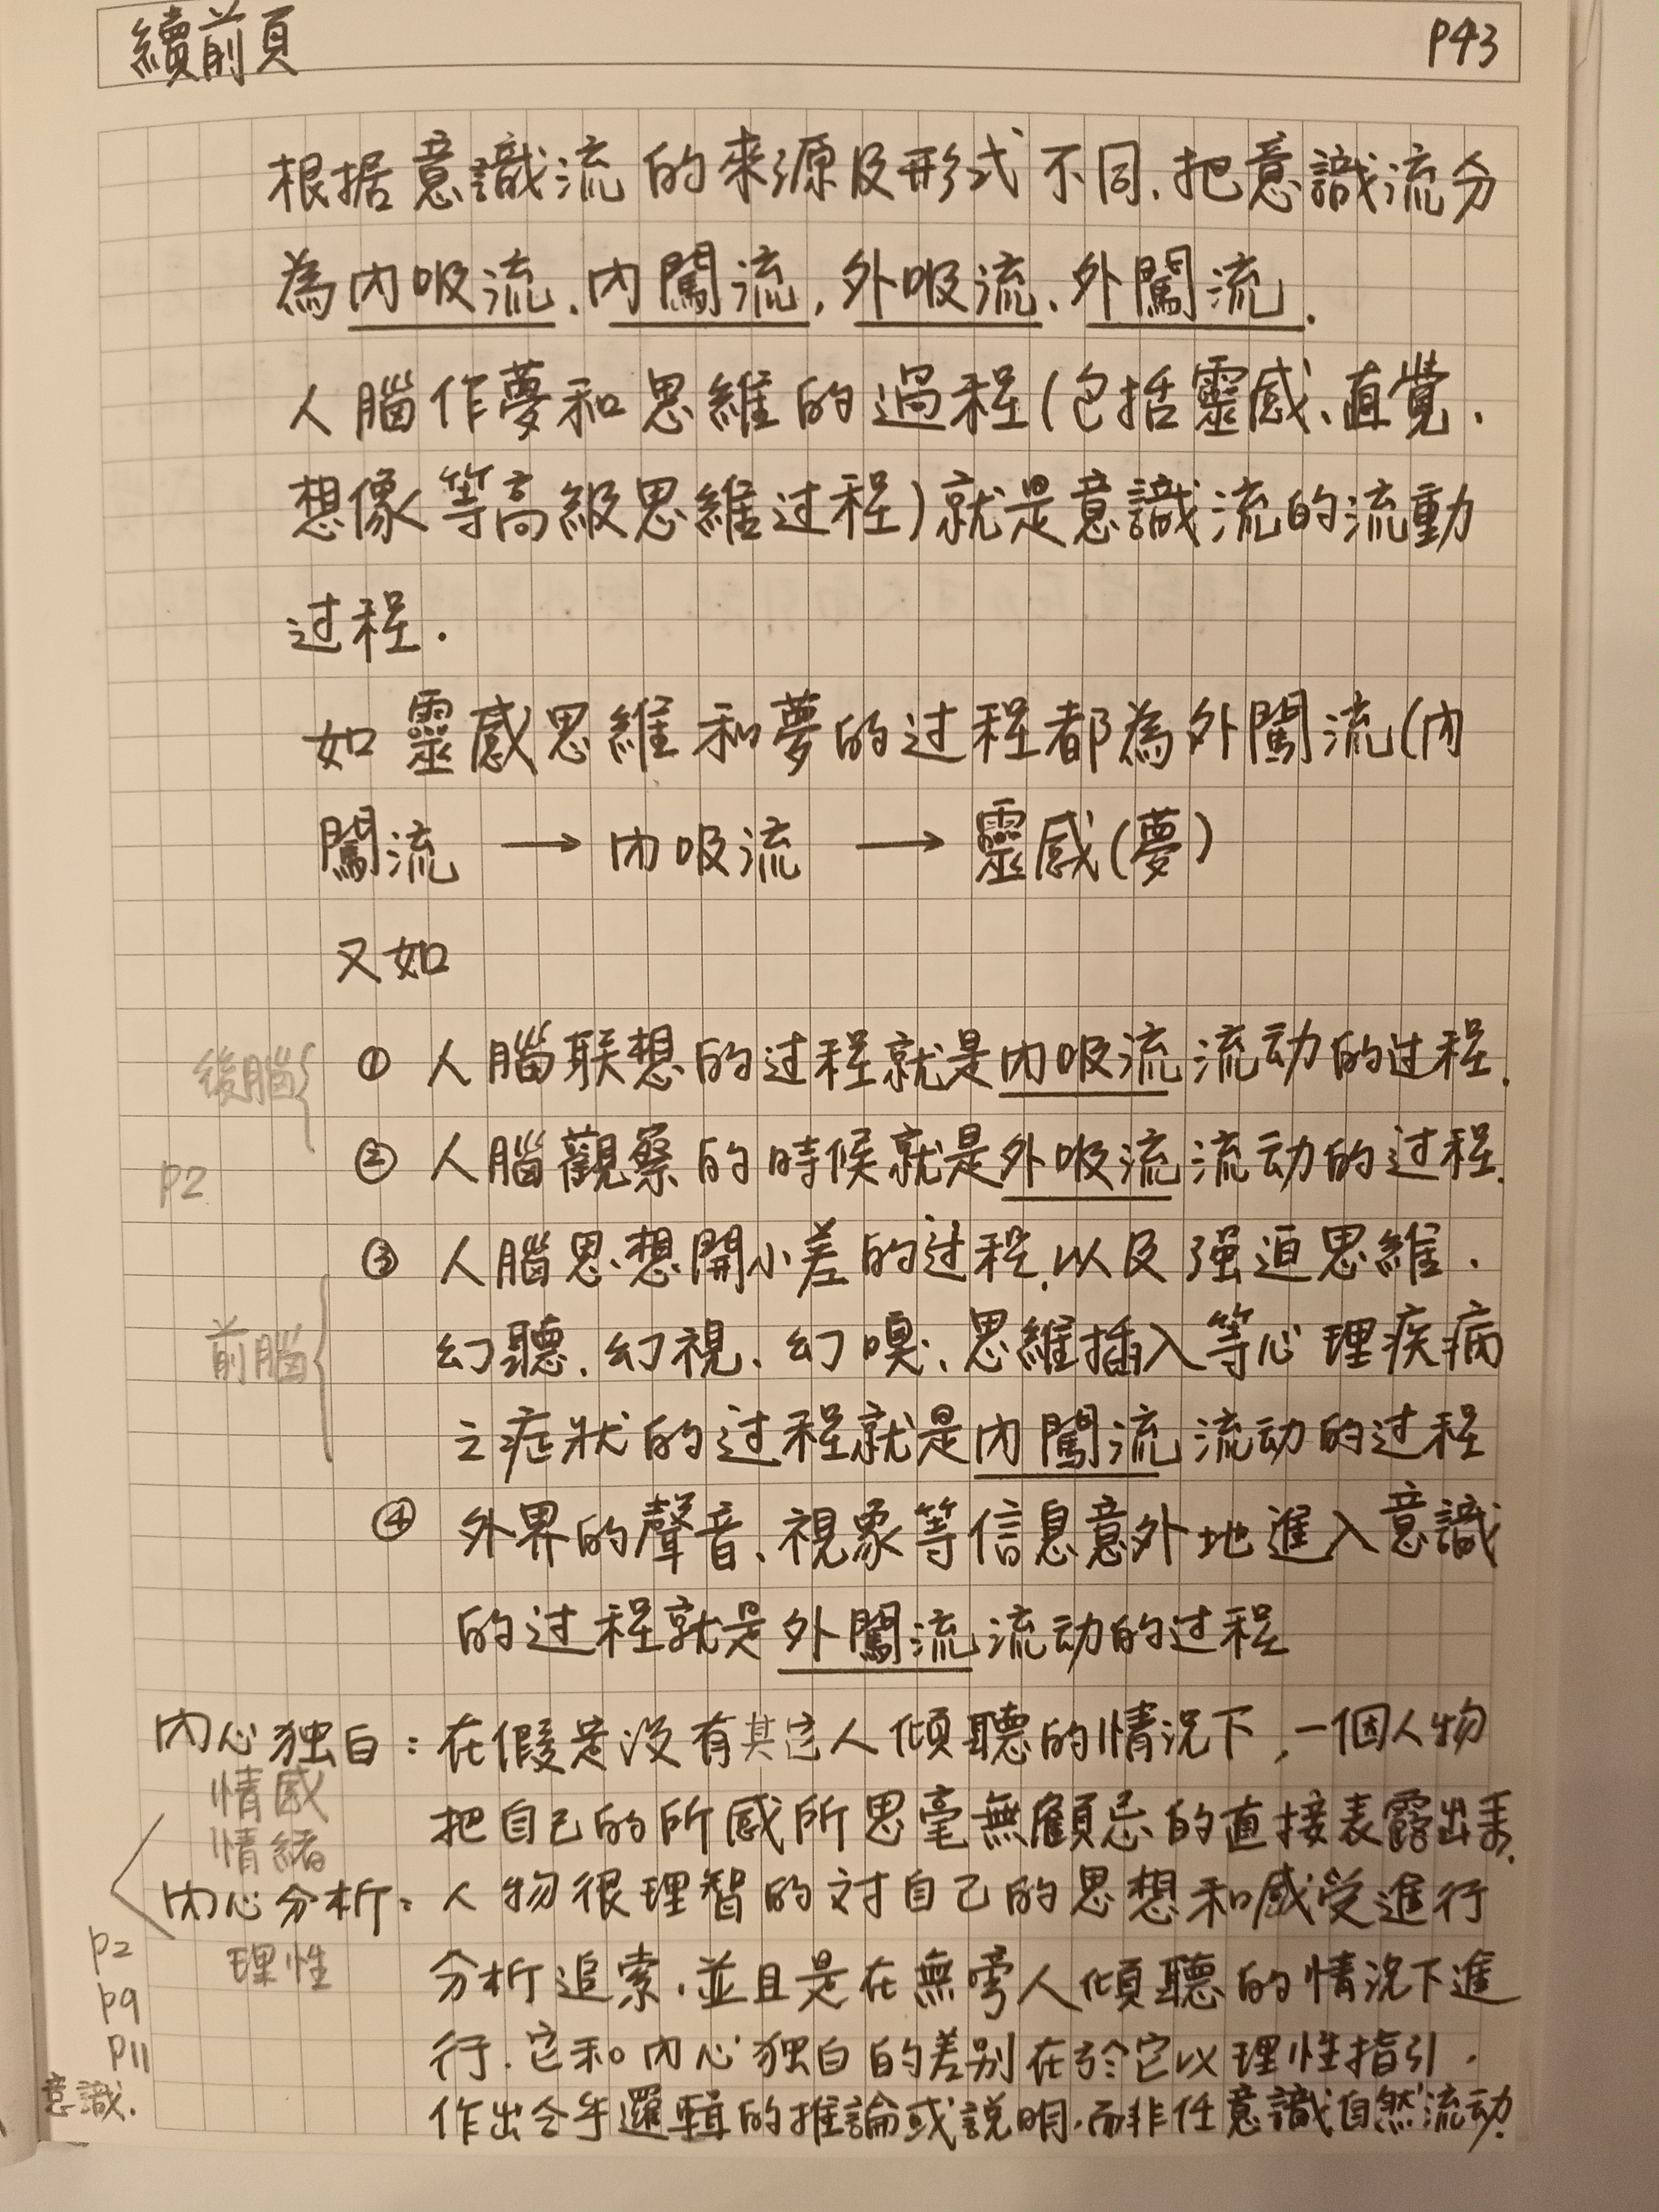 續前頁
P43
根据意識流的來源及形式不同.把意識流分
為內吸流.內闖流,外吸流、外闖流.
人腦作夢和思維的過程(包括靈感、直覺、
想像等高級思維过程)就是意識流的流動
过程.
如靈感思維和夢的过程都為外闖流(內
闖流 → 內吸流 → 靈感(夢)
又如
後腦
① 人腦联想的过程就是內吸流流动的过程.
② 人腦觀察的時候就是外吸流流动的过程.
P2
③ 人腦思想開小差的过程.以及强迫思維.
前腦
幻聽.幻視、幻嗅、思維插入等心理疾病
之症狀的过程就是內闖流流动的过程
④ 外界的聲音、視象等信息意外地進入意識
的过程就是外闖流流动的过程
內心独白:在假定沒有其它人傾聽的情況下,一個人物
情感
把自己的所感所思毫無顧忌的直接表露出來.
情緒
內心分析:人物很理智的对自己的思想和感受進行
P2
理性
分析追索.並且是在無旁人傾聽的情況下進
P9
行.它和內心独白的差别在於它以理性指引.
P11
意識.
作出合乎邏輯的推論或説明.而非任意識自然流动.